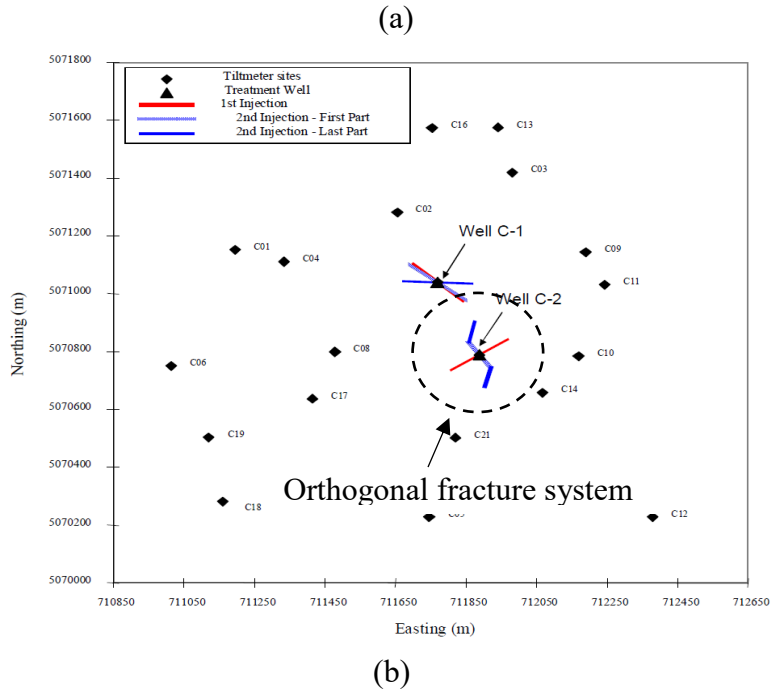 (a)
5071800
Tiltmeter sites
Treatment Well
1st Injection
2nd Injection - First Part
2nd Injection - Last Part
5071600
C16
C13
C03
5071400
C02
5071200
Well C-1
C01
C04
C09
C11
5071000
Well C-2
Northing (m)
5070800
C08
C10
C06
C14
C17
5070600
C19
C21
5070400
Orthogonal fracture system
C18
C12
5070200
5070000
710850 711050 711250 711450 711650 711850 712050 712250 712450 712650
Easting (m)
(b)